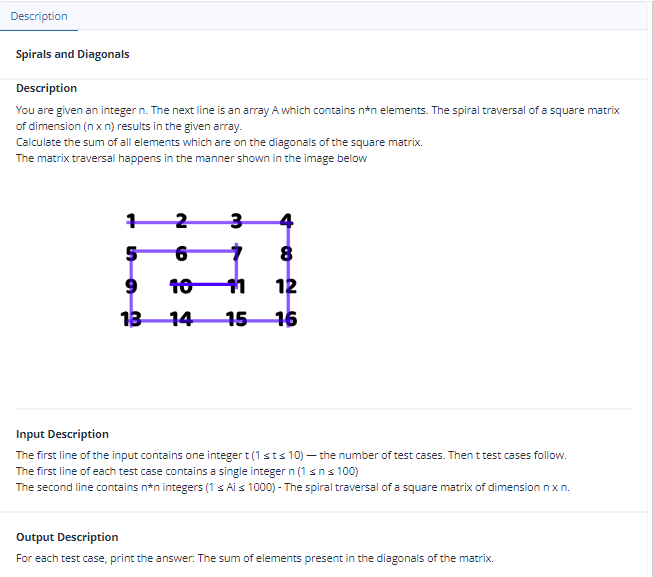 Description
Spirals and Diagonals
Description
You are given an integer n. The next line is an array A which contains n*n elements. The spiral traversal of a square matrix
of dimension (n x n) results in the given array.
Calculate the sum of all elements which are on the diagonals of the square matrix.
The matrix traversal happens in the manner shown in the image below
1 2 3 4
5 6 7 8
9 10 11 12
13 14 15 16
Input Description
The first line of the input contains one integer t (1 ≤ t ≤ 10) — the number of test cases. Then t test cases follow.
The first line of each test case contains a single integer n (1 ≤ n ≤ 100)
The second line contains n*n integers (1 ≤ Ai ≤ 1000) - The spiral traversal of a square matrix of dimension n x n.
Output Description
For each test case, print the answer: The sum of elements present in the diagonals of the matrix.